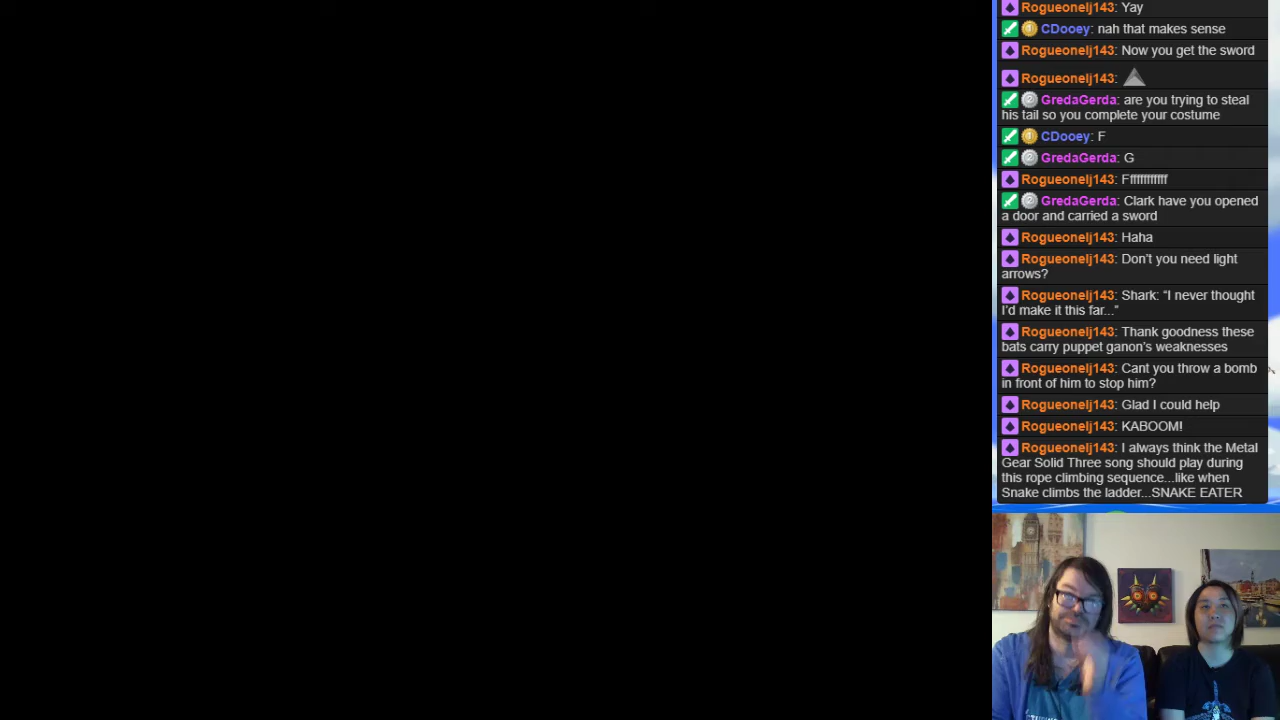 Rogueonelj143: Yay
CDooey: nah that makes sense
Rogueonelj143: Now you get the sword
Rogueonelj143:
GredaGerda: are you trying to steal
his tail so you complete your costume
CDooey: F
GredaGerda: G
Rogueonelj143: Fffffffffffff
GredaGerda: Clark have you opened
a door and carried a sword
Rogueonelj143: Haha
Rogueonelj143: Don't you need light
arrows?
Rogueonelj143: Shark: “I never thought
I'd make it this far...”
Rogueonelj143: Thank goodness these
bats carry puppet ganon's weaknesses
Rogueonelj143: Cant you throw a bomb
in front of him to stop him?
Rogueonelj143: Glad I could help
Rogueonelj143: KABOOM!
Rogueonelj143: I always think the Metal
Gear Solid Three song should play during
this rope climbing sequence...like when
Snake climbs the ladder...SNAKE EATER